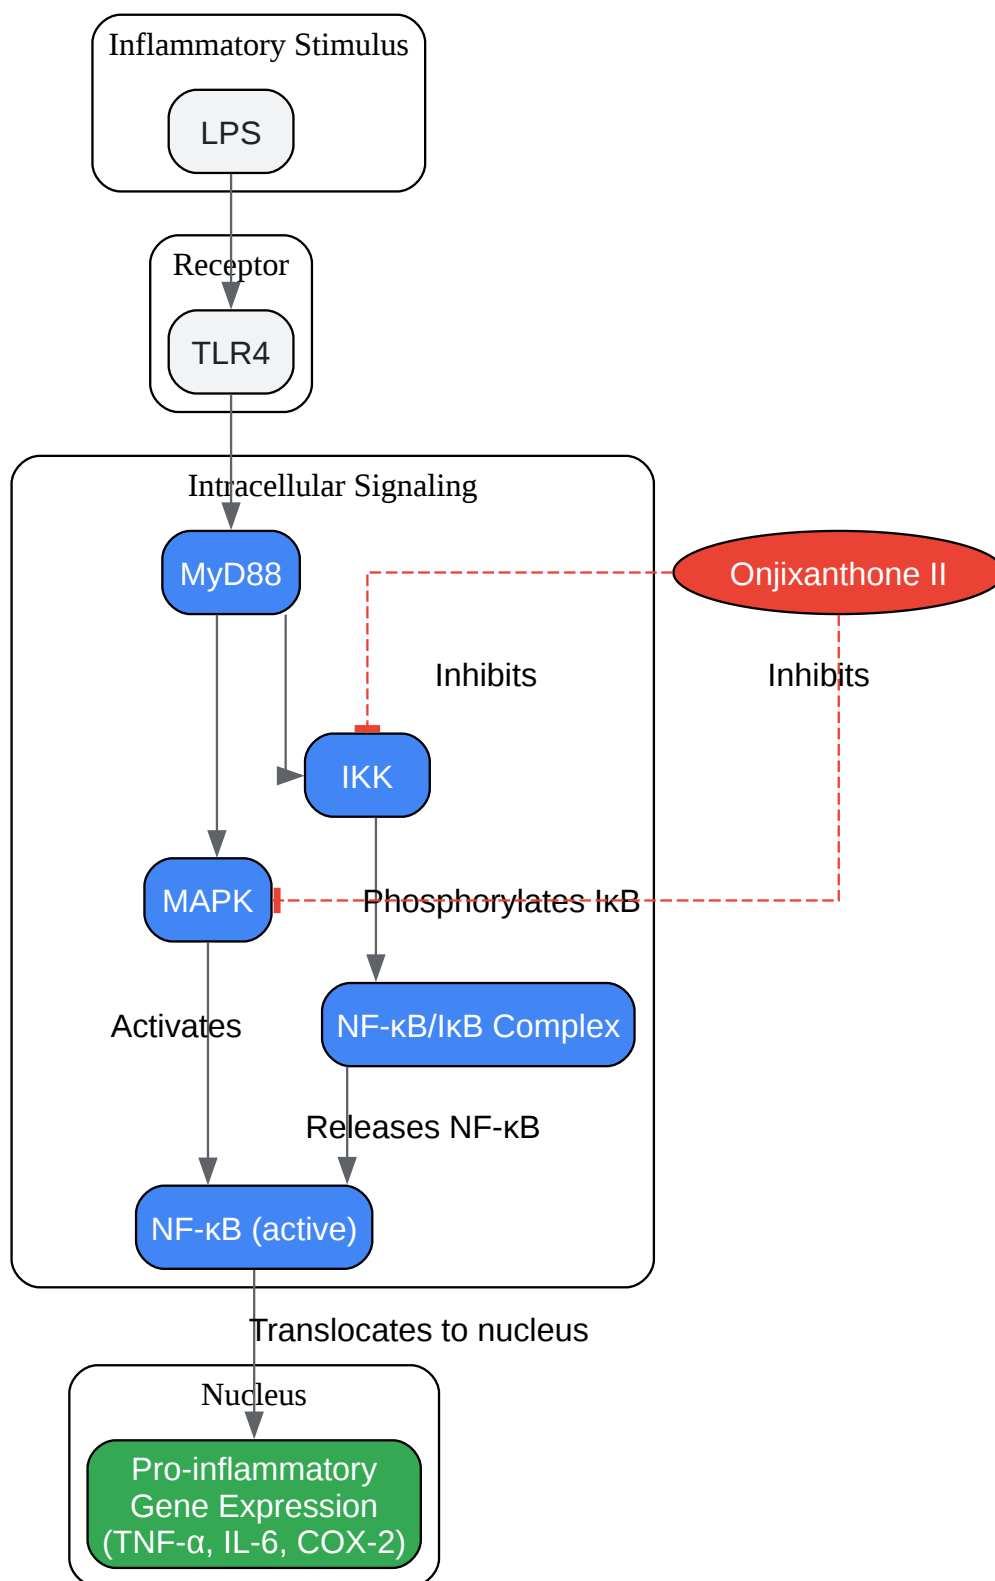 Inflammatory Stimulus
LPS
Receptor
TLR4
Intracellular Signaling
MyD88
Onjixanthone II
Inhibits
Inhibits
IKK
MAPK
Phosphorylates IκB
Activates
NF-κB/IκB Complex
Releases NF-κB
NF-κB (active)
Translocates to nucleus
Nucleus
Pro-inflammatory
Gene Expression
(TNF-α, IL-6, COX-2)